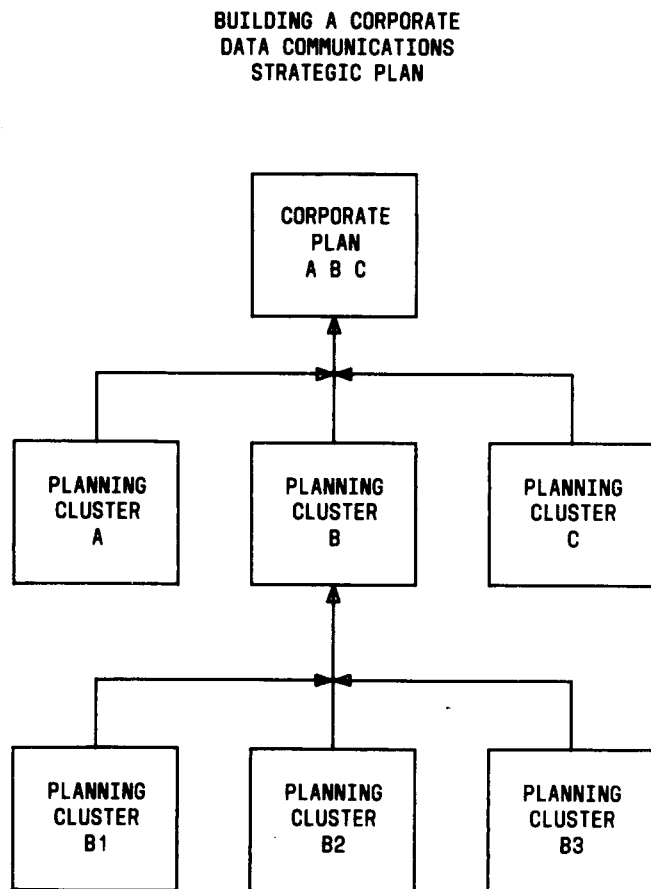 BUILDING A CORPORATE
DATA COMMUNICATIONS
STRATEGIC PLAN
CORPORATE
PLAN
A B C
PLANNING
CLUSTER
A
PLANNING
CLUSTER
B
PLANNING
CLUSTER
C
PLANNING
CLUSTER
B1
PLANNING
CLUSTER
B2
PLANNING
CLUSTER
B3